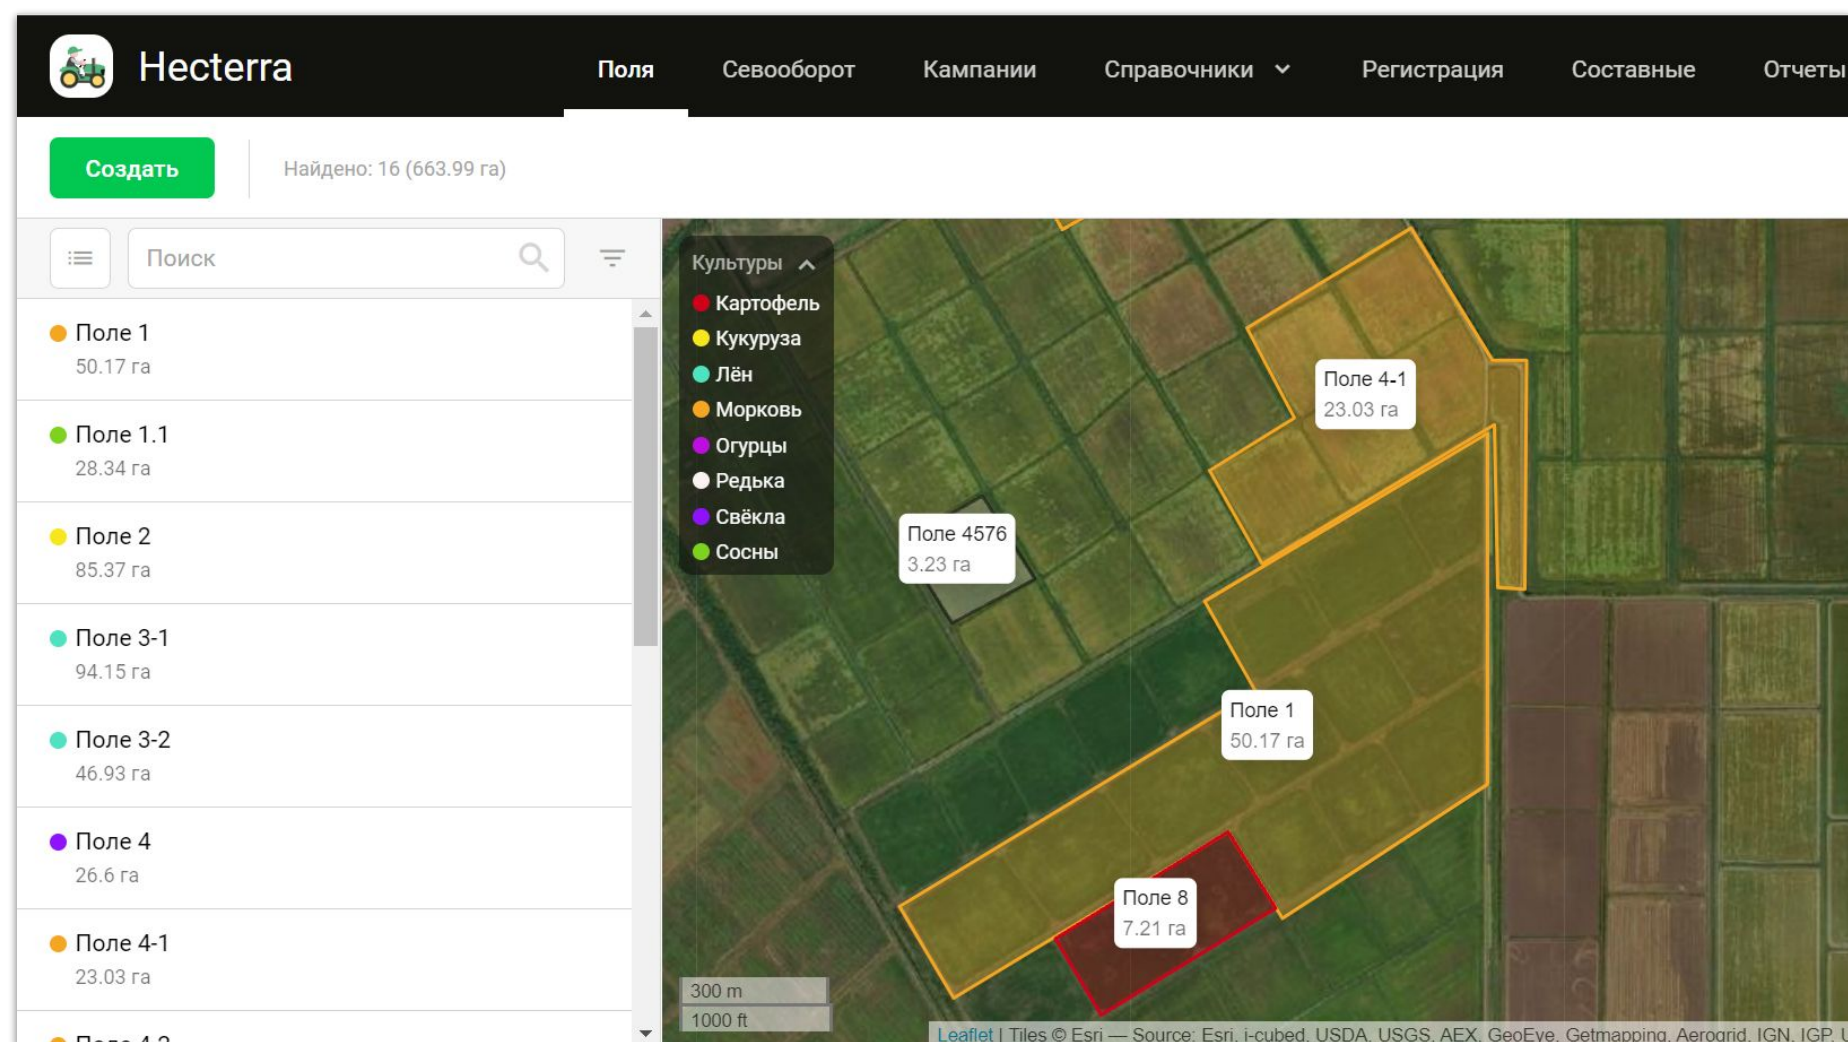 Hecterra
Поля Севооборот Кампании Справочники Регистрация Составные Отчеты
Создать
Найдено: 16 (663.99 га)
Поиск
Поле 1
50.17 га
Поле 1.1
28.34 га
Поле 2
85.37 га
Поле 3-1
94.15 га
Поле 3-2
46.93 га
Поле 4
26.6 га
Поле 4-1
23.03 га
Культуры
Картофель
Кукуруза
Лён
Морковь
Огурцы
Редька
Свёкла
Сосны
Поле 4-1
23.03 га
Поле 4576
3.23 га
Поле 1
50.17 га
Поле 8
7.21 га
300 m
1000 ft
Leaflet | Tiles © Esri — Source: Esri, i-cubed, USDA, USGS, AEX, GeoEye, Getmapping, Aerogrid, IGN, IGP,